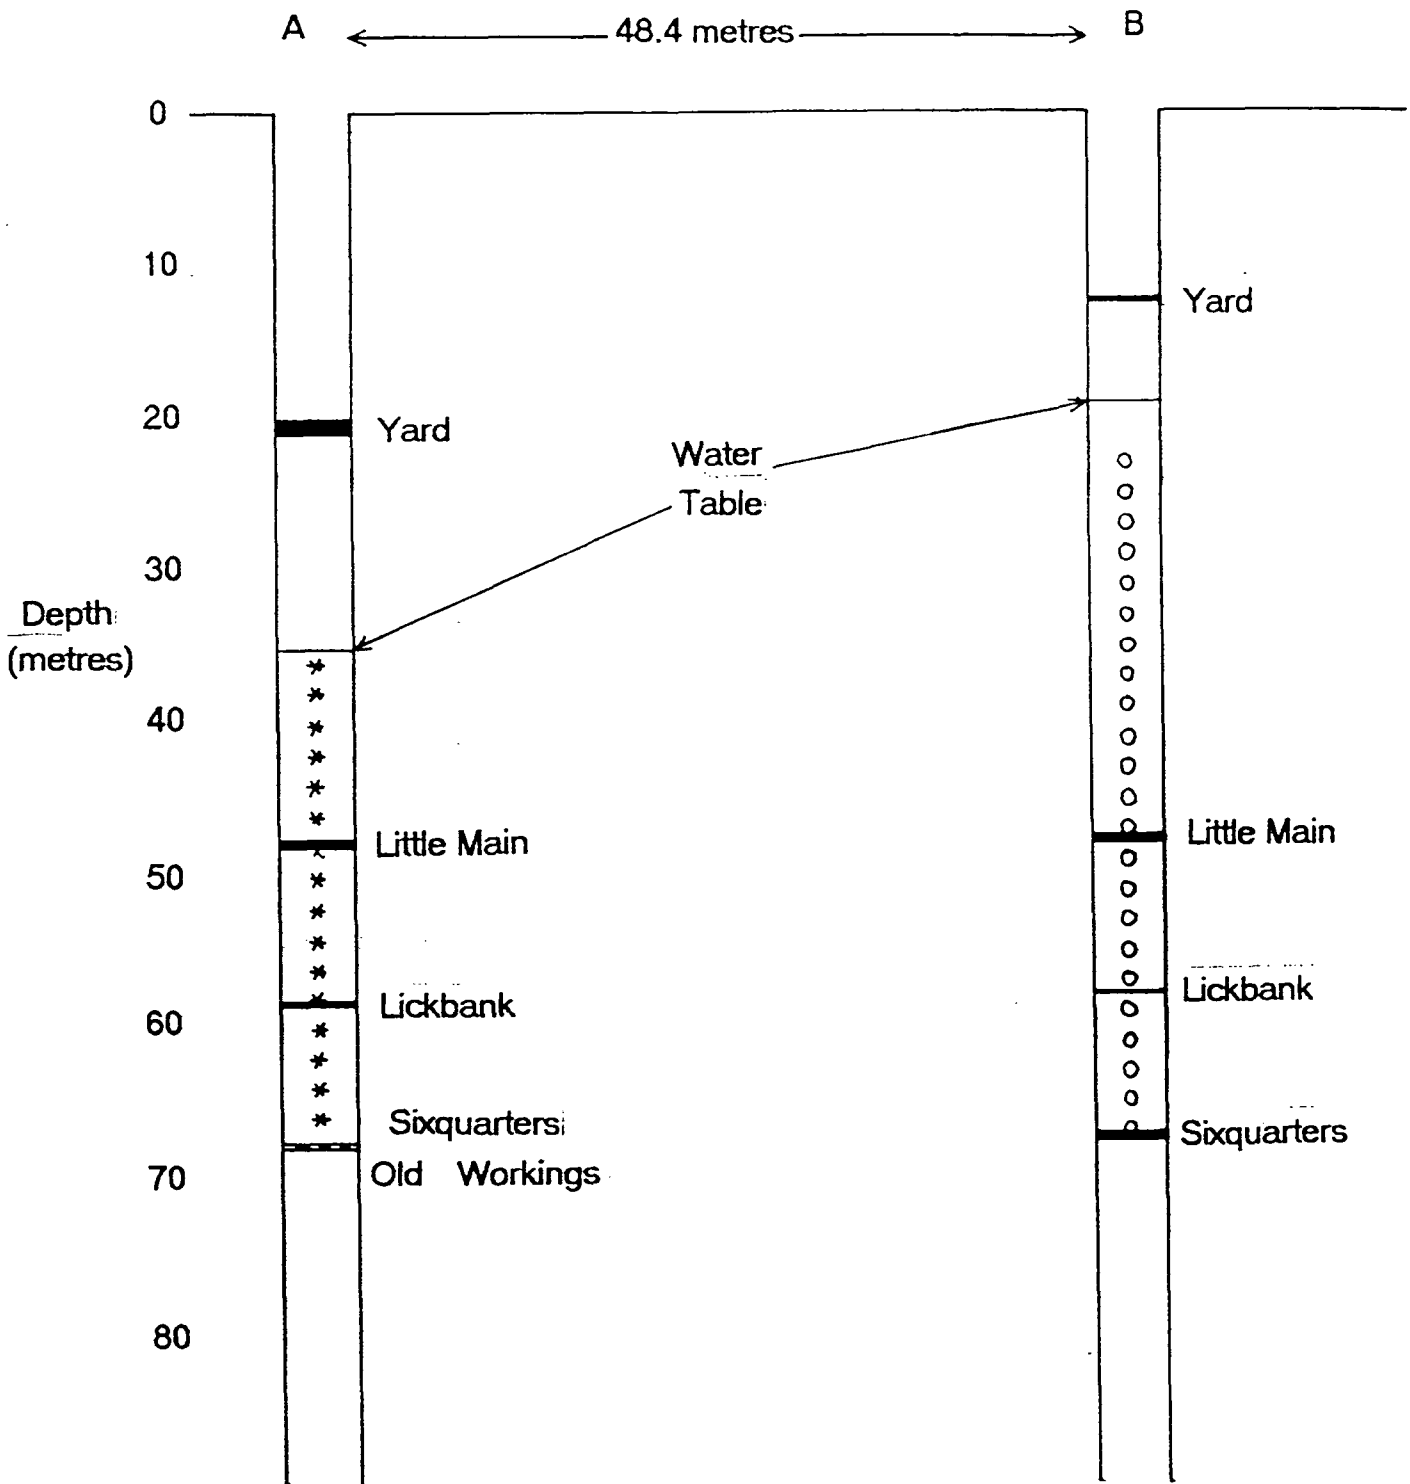 A
48.4 metres
B
0
10
20
30
40
50
60
70
80
Depth
(metres)
Yard
Water
Table
Little Main
Lickbank
Sixquarters
Old Workings
Yard
Little Main
Lickbank
Sixquarters